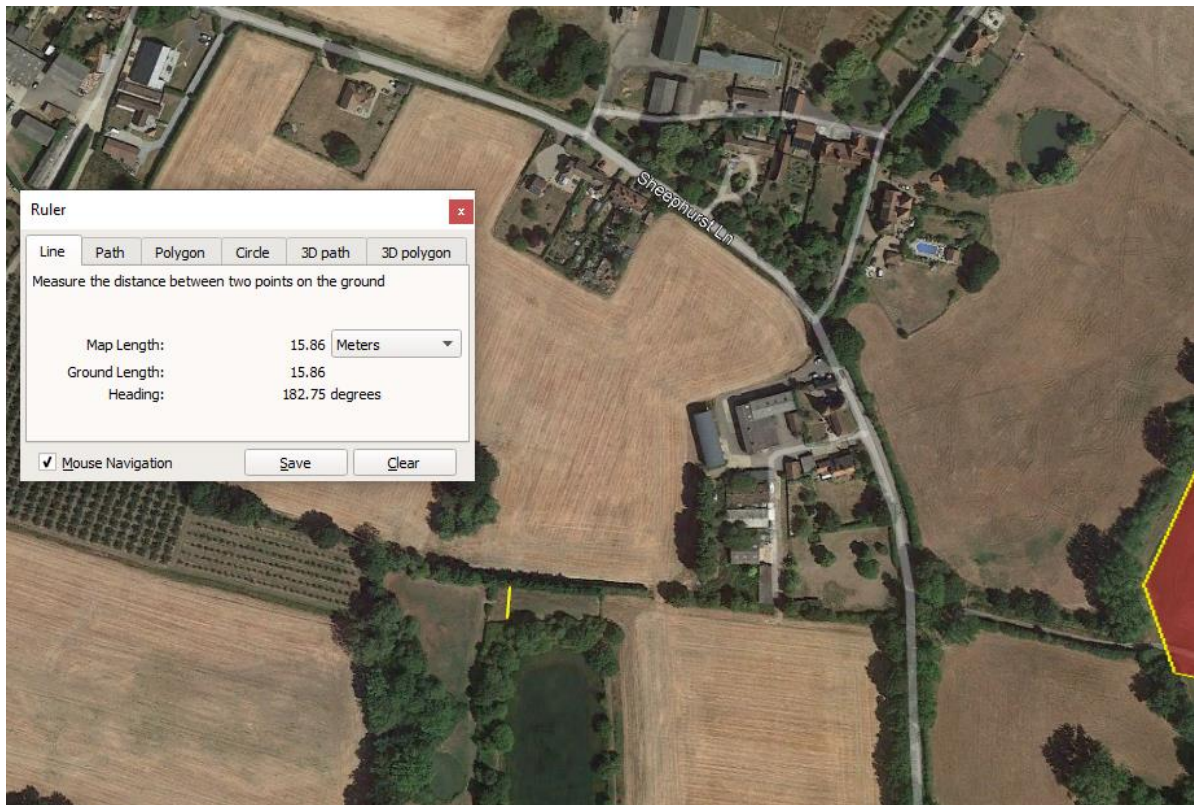 Sheephurst Ln
Ruler
x
Line Path Polygon Circle 3D path 3D polygon
Measure the distance between two points on the ground
Map Length: 15.86 Meters
Ground Length: 15.86
Heading: 182.75 degrees
Mouse Navigation Save Clear